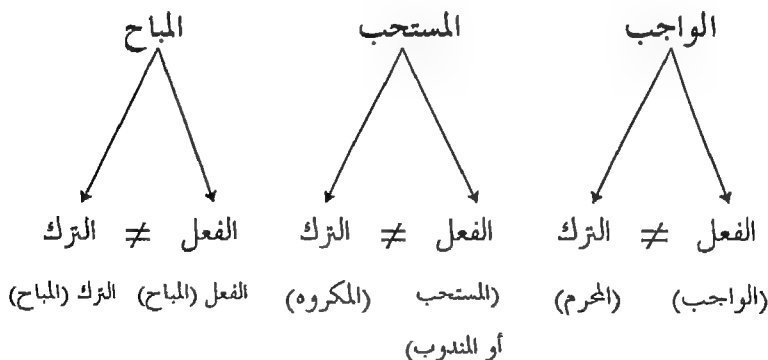 الواجب المستحب المباح
الفعل ≠ الترك الفعل ≠ الترك الفعل ≠ الترك
(الواجب) (المحرم) (المستحب (المكروه) الفعل (المباح) الترك (المباح)
أو المندوب)